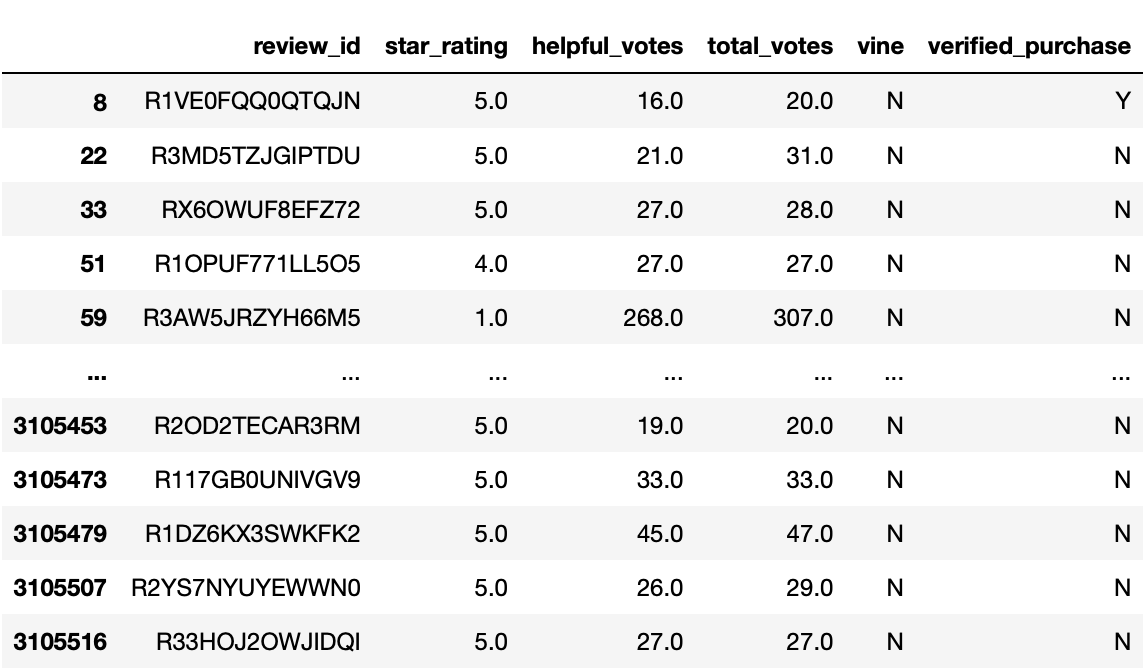 review_id star_rating helpful_votes total_votes vine verified_purchase
8 R1VE0FQQ0QTQJN 5.0 16.0 20.0 N Y
22 R3MD5TZJGIPTDU 5.0 21.0 31.0 N N
33 RX6OWUF8EFZ72 5.0 27.0 28.0 N N
51 R1OPUF771LL5O5 4.0 27.0 27.0 N N
59 R3AW5JRZYH66M5 1.0 268.0 307.0 N N
... ... ... ... ... ... ...
3105453 R2OD2TECAR3RM 5.0 19.0 20.0 N N
3105473 R117GB0UNIVGV9 5.0 33.0 33.0 N N
3105479 R1DZ6KX3SWKFK2 5.0 45.0 47.0 N N
3105507 R2YS7NYUYEWWN0 5.0 26.0 29.0 N N
3105516 R33HOJ2OWJIDQI 5.0 27.0 27.0 N N